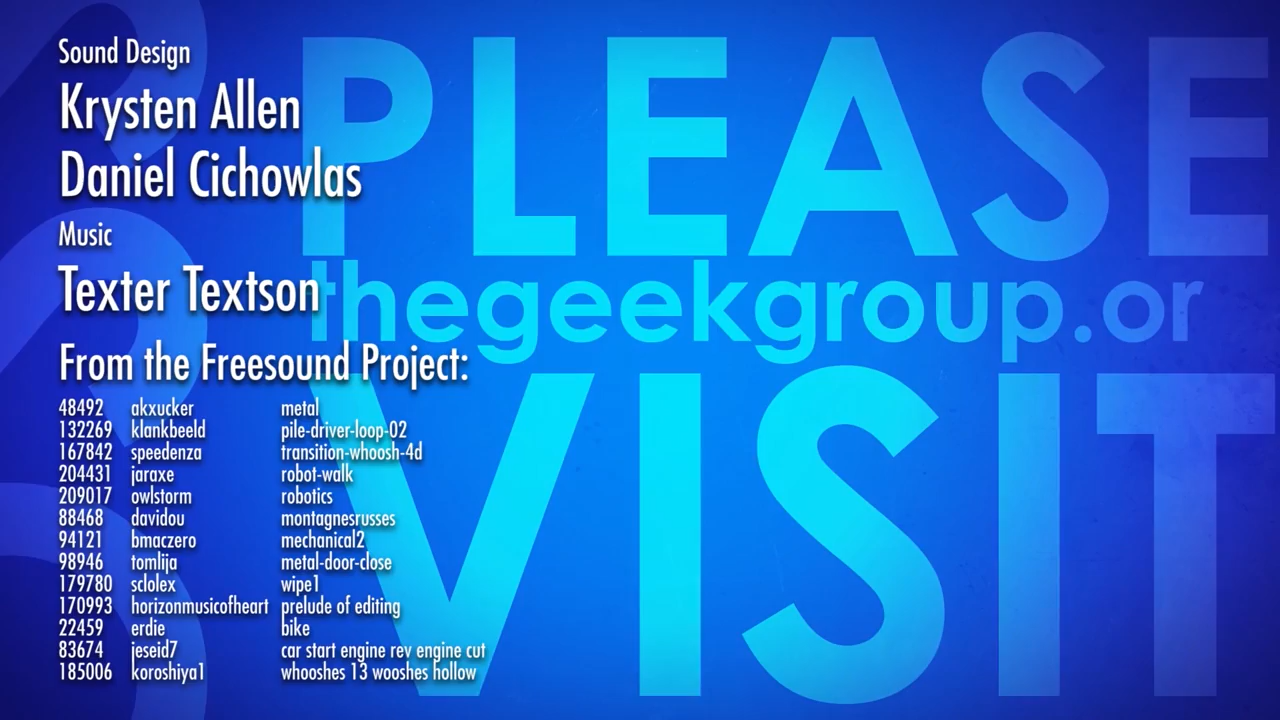 Sound Design
Krysten Allen
Daniel Cichowlas
Music
Texter Textson
From the Freesound Project:
48492 akxucker metal
132269 klankbeeld pile-driver-loop-02
167842 speedenza transition-whoosh-4d
204431 jaraxe robot-walk
209017 owlstorm robotics
88468 davidou montagnesrusses
94121 bmaczero mechanical2
98946 tomlija metal-door-close
179780 sclolex wipe1
170993 horizonmusicofheart prelude of editing
22459 erdie bike
83674 jeseid7 car start engine rev engine cut
185006 koroshiya1 whooshes 13 wooshes hollow
PLEASE
thegeekgroup.or
VISIT